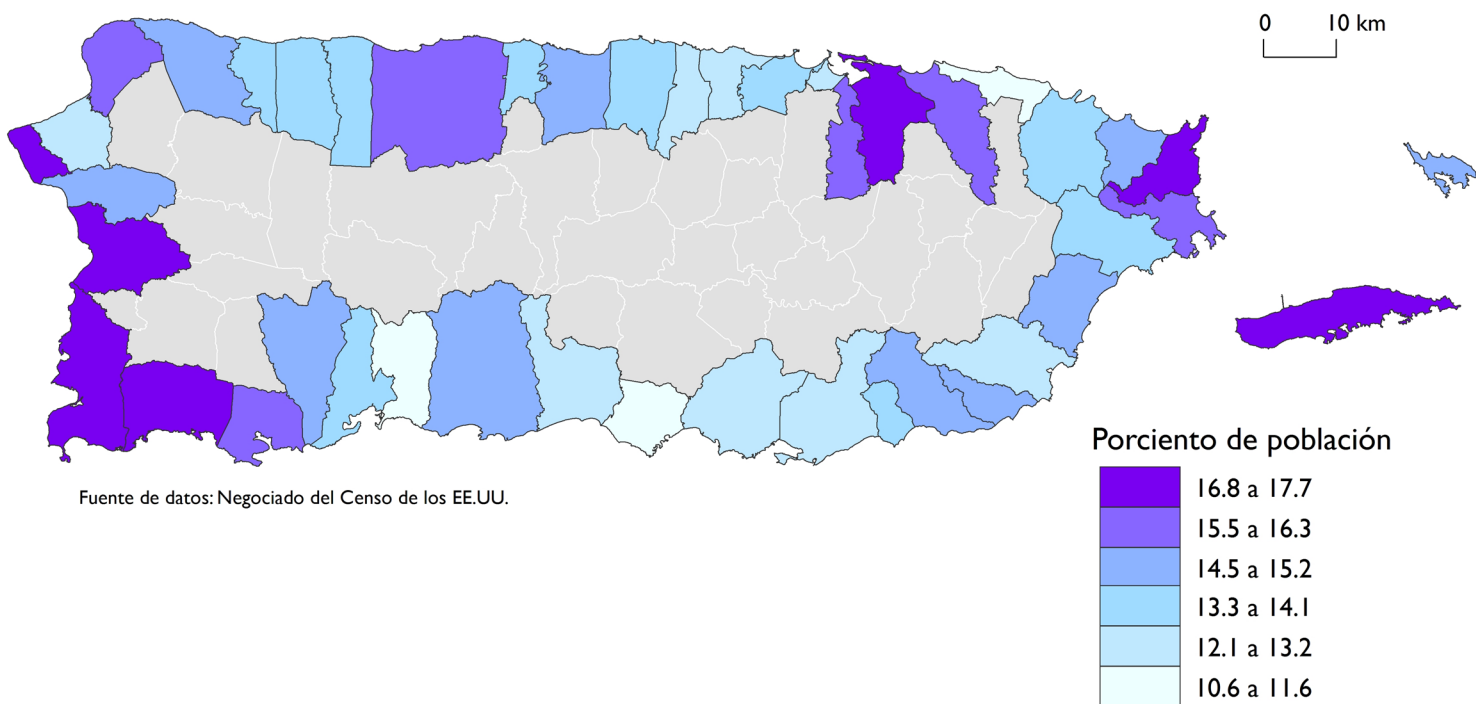 0 10 km
Fuente de datos: Negociado del Censo de los EE.UU.
Porciento de población
16.8 a 17.7
15.5 a 16.3
14.5 a 15.2
13.3 a 14.1
12.1 a 13.2
10.6 a 11.6